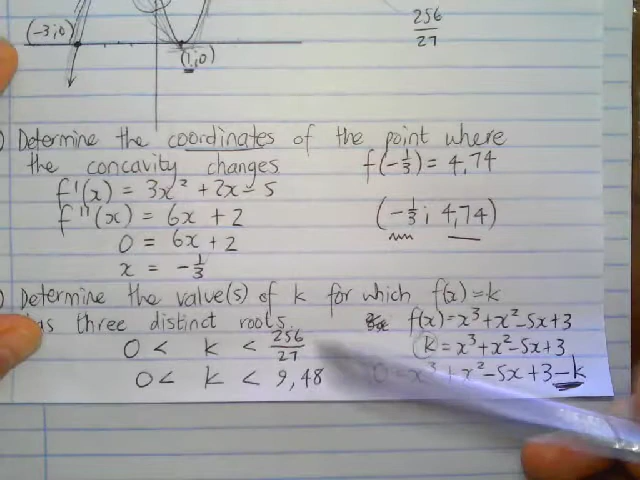 (-3;0)
(1;0)
256
27
) Determine the coordinates of the point where
the concavity changes
f(-1/3) = 4,74
f'(x) = 3x² + 2x - 5
f''(x) = 6x + 2
(-1/3 ; 4,74)
0 = 6x + 2
x = -1/3
) Determine the value(s) of k for which f(x) = k
has three distinct roots.
f(x) = x³ + x² - 5x + 3
0 < k < 256/27
k = x³ + x² - 5x + 3
0 < k < 9,48
0 = x³ + x² - 5x + 3 - k